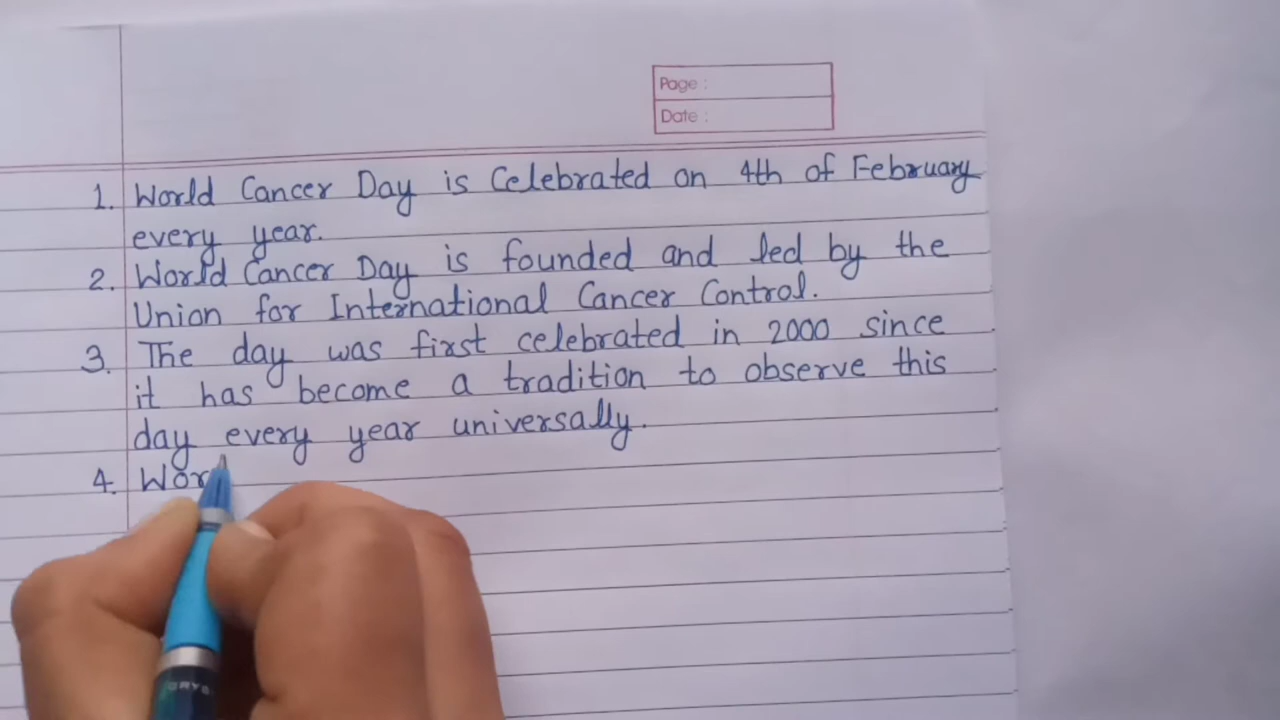 Page :
Date :
1. World Cancer Day is Celebrated on 4th of February
every year.
2. World Cancer Day is founded and led by the
Union for International Cancer Control.
3. The day was first celebrated in 2000 since
it has become a tradition to observe this
day every year universally.
4. Wor